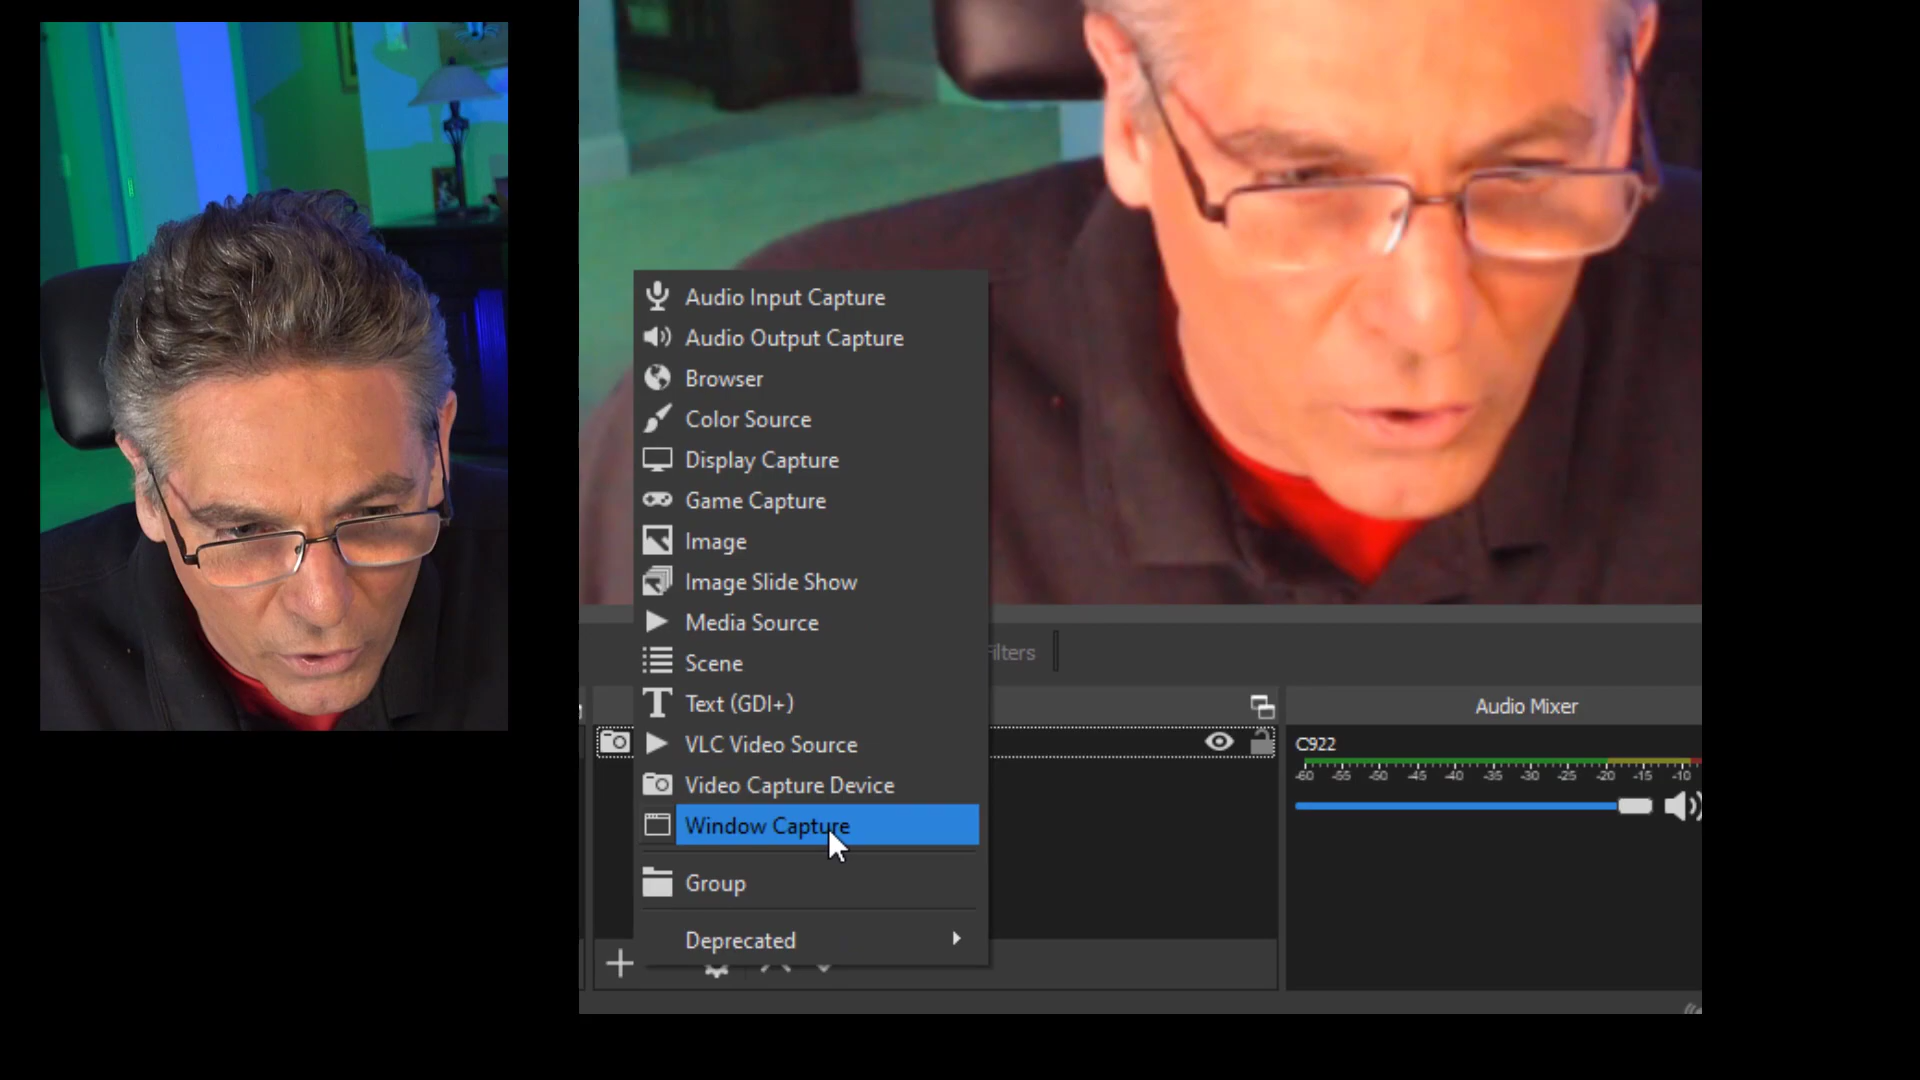 Audio Input Capture
Audio Output Capture
Browser
Color Source
Display Capture
Game Capture
Image
Image Slide Show
Media Source
Scene
Text (GDI+)
VLC Video Source
Video Capture Device
Window Capture
Group
Deprecated
ilters
Audio Mixer
C922
-60 -55 -50 -45 -40 -35 -30 -25 -20 -15 -10